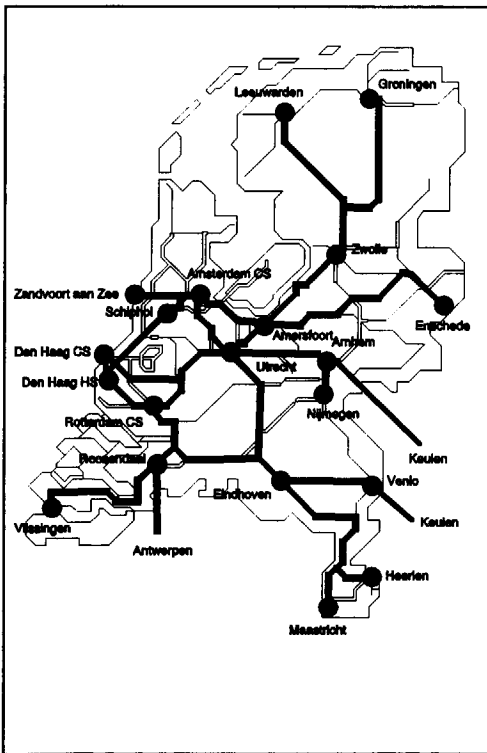 Groningen
Leeuwarden
Zwolle
Amsterdam CS
Zandvoort aan Zee
Schiphol
Enschede
Amersfoort
Arnhem
Den Haag CS
Utrecht
Den Haag HS
Nijmegen
Rotterdam CS
Keulen
Roosendaal
Eindhoven
Venlo
Vlissingen
Keulen
Antwerpen
Heerlen
Maastricht